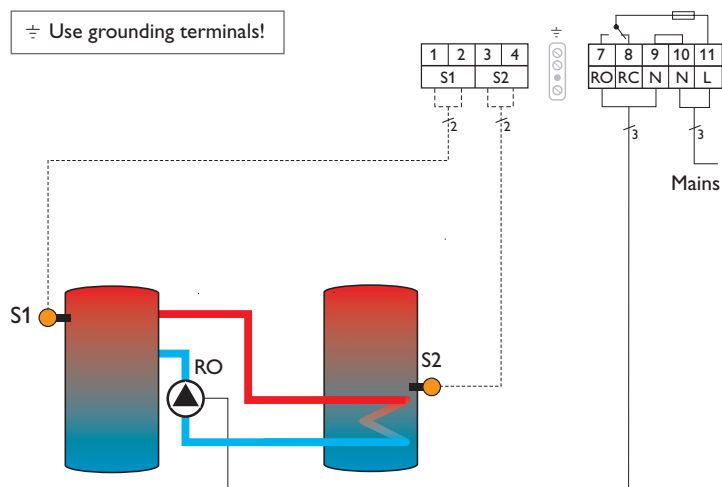 ⏚ Use grounding terminals!
⏚
1 2 3 4
S1 S2
7 8 9 10 11
RO RC N N L
2 2 3 3
Mains
S1
RO
S2